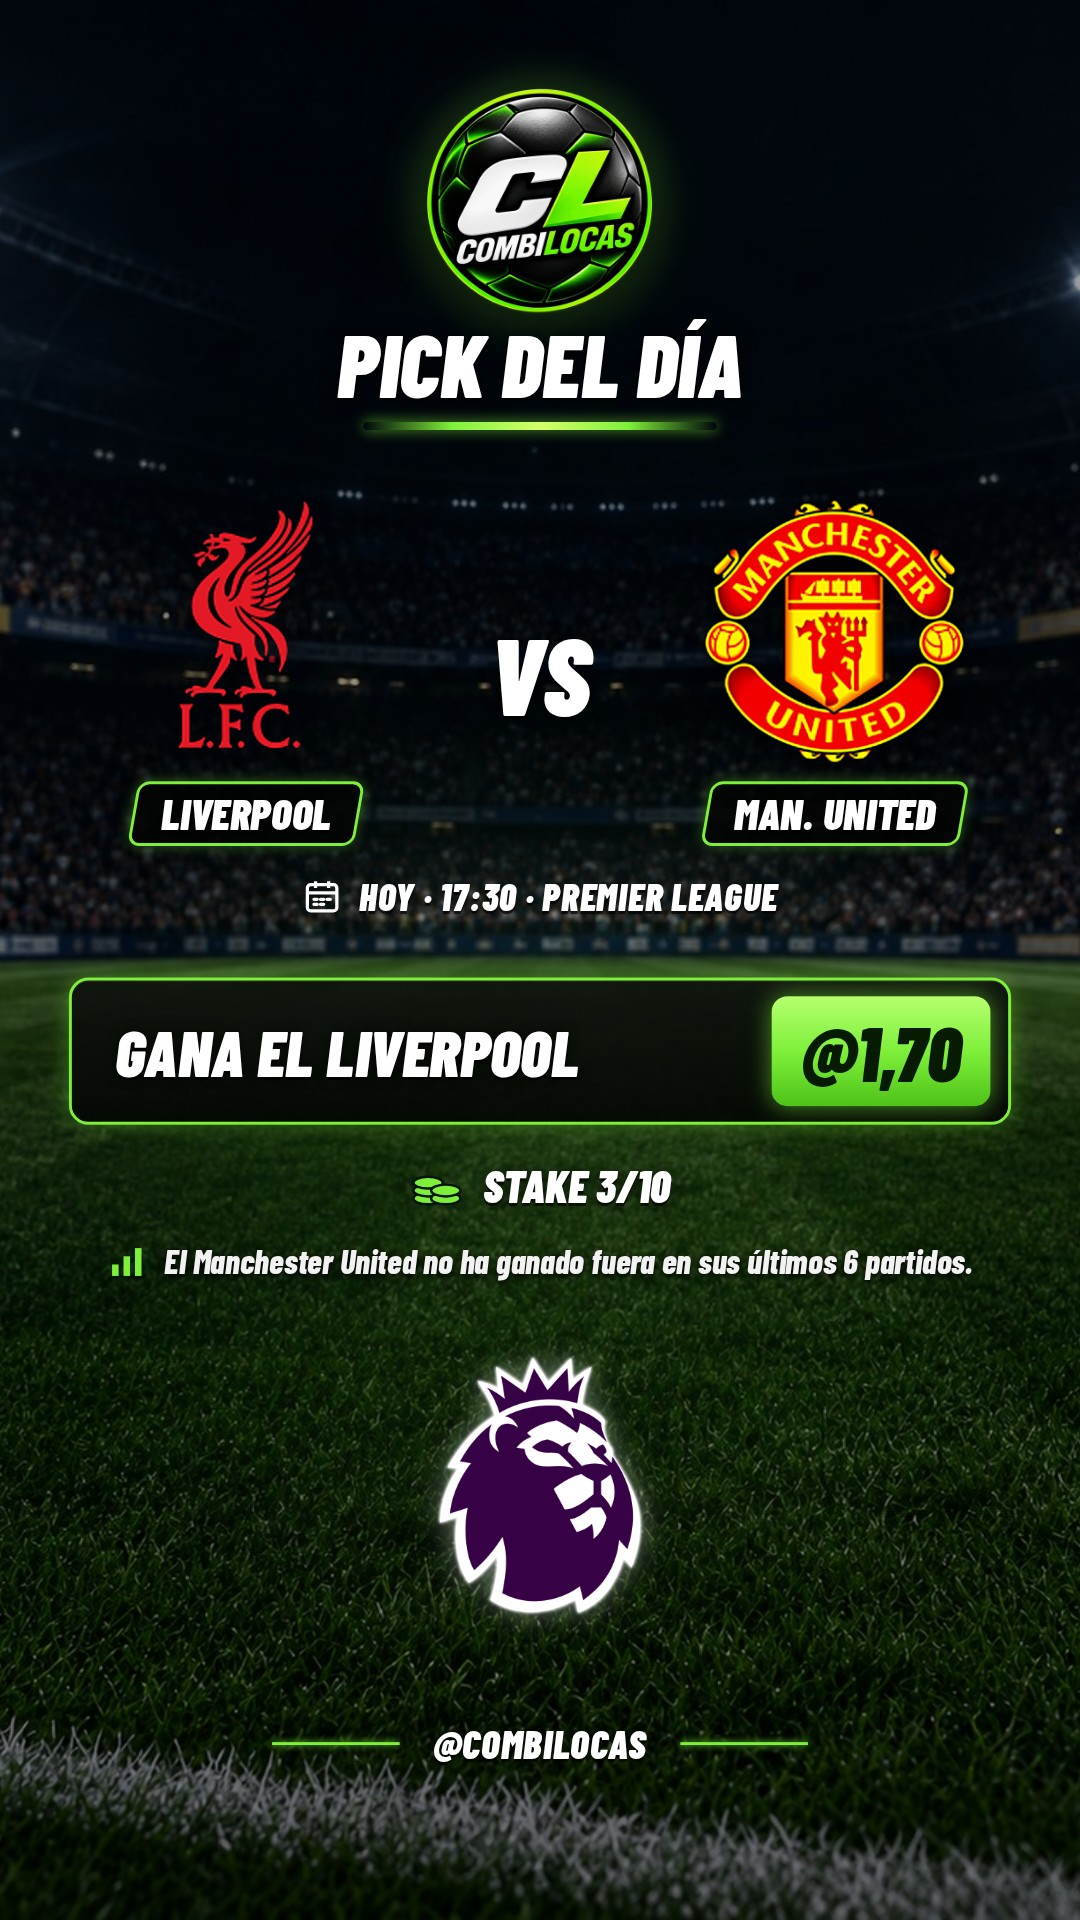 CL
COMBILOCAS
PICK DEL DÍA
L.F.C.
VS
MANCHESTER
UNITED
LIVERPOOL
MAN. UNITED
HOY · 17:30 · PREMIER LEAGUE
GANA EL LIVERPOOL
@1,70
STAKE 3/10
El Manchester United no ha ganado fuera en sus últimos 6 partidos.
@COMBILOCAS